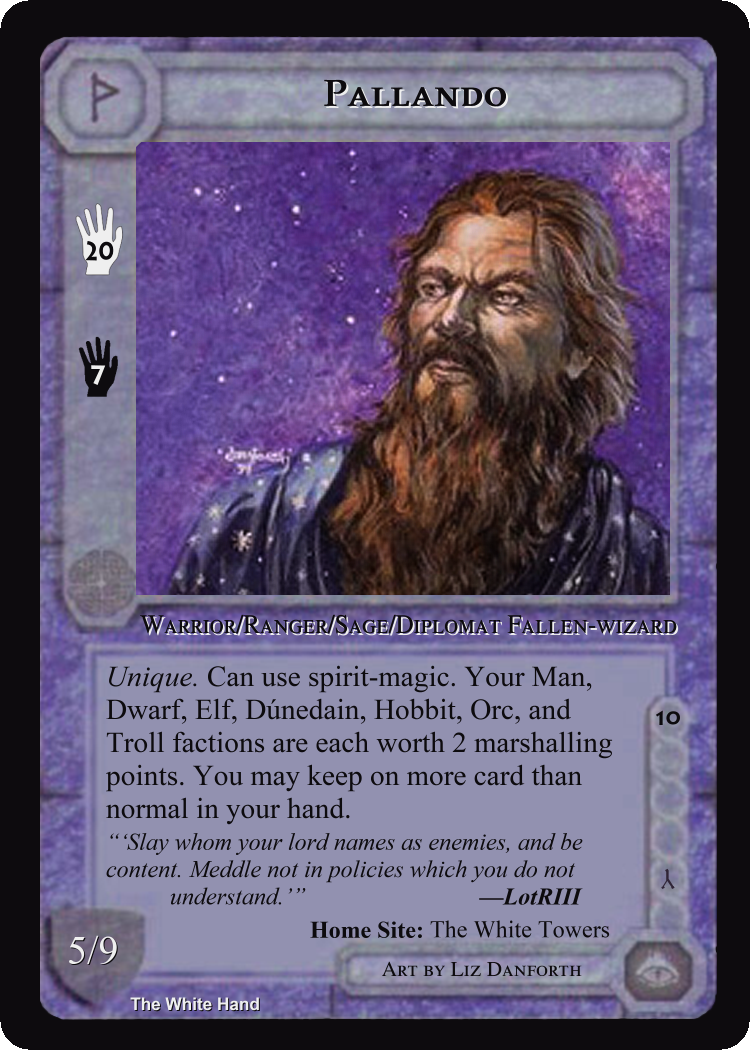 Pallando
20
7
Warrior/Ranger/Sage/Diplomat Fallen-wizard
Unique. Can use spirit-magic. Your Man,
Dwarf, Elf, Dúnedain, Hobbit, Orc, and
Troll factions are each worth 2 marshalling
points. You may keep on more card than
normal in your hand.
10
“‘Slay whom your lord names as enemies, and be
content. Meddle not in policies which you do not
understand.’” —LotRIII
Home Site: The White Towers
5/9
Art by Liz Danforth
The White Hand